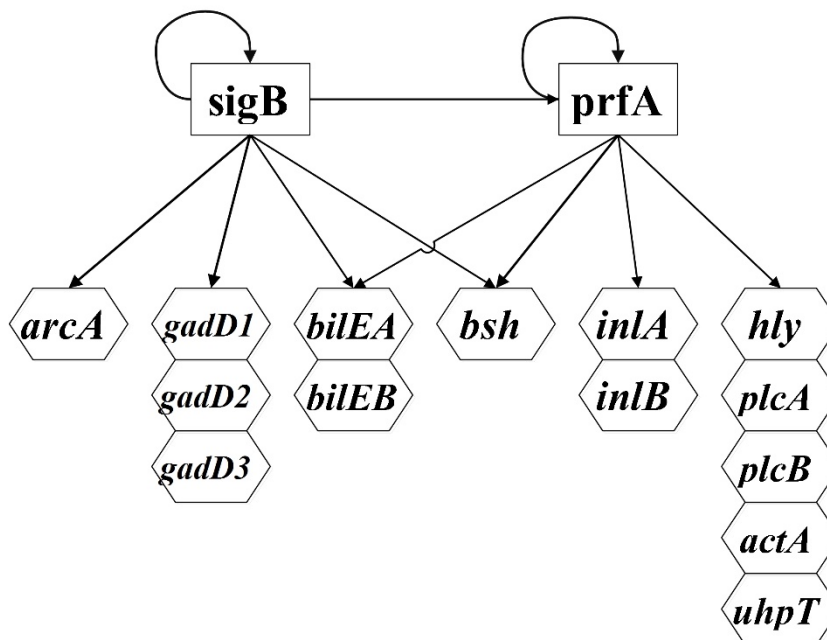 sigB prfA
arcA gadD1 bilEA bsh inlA hly
gadD2 bilEB inlB plcA
gadD3 plcB
actA
uhpT